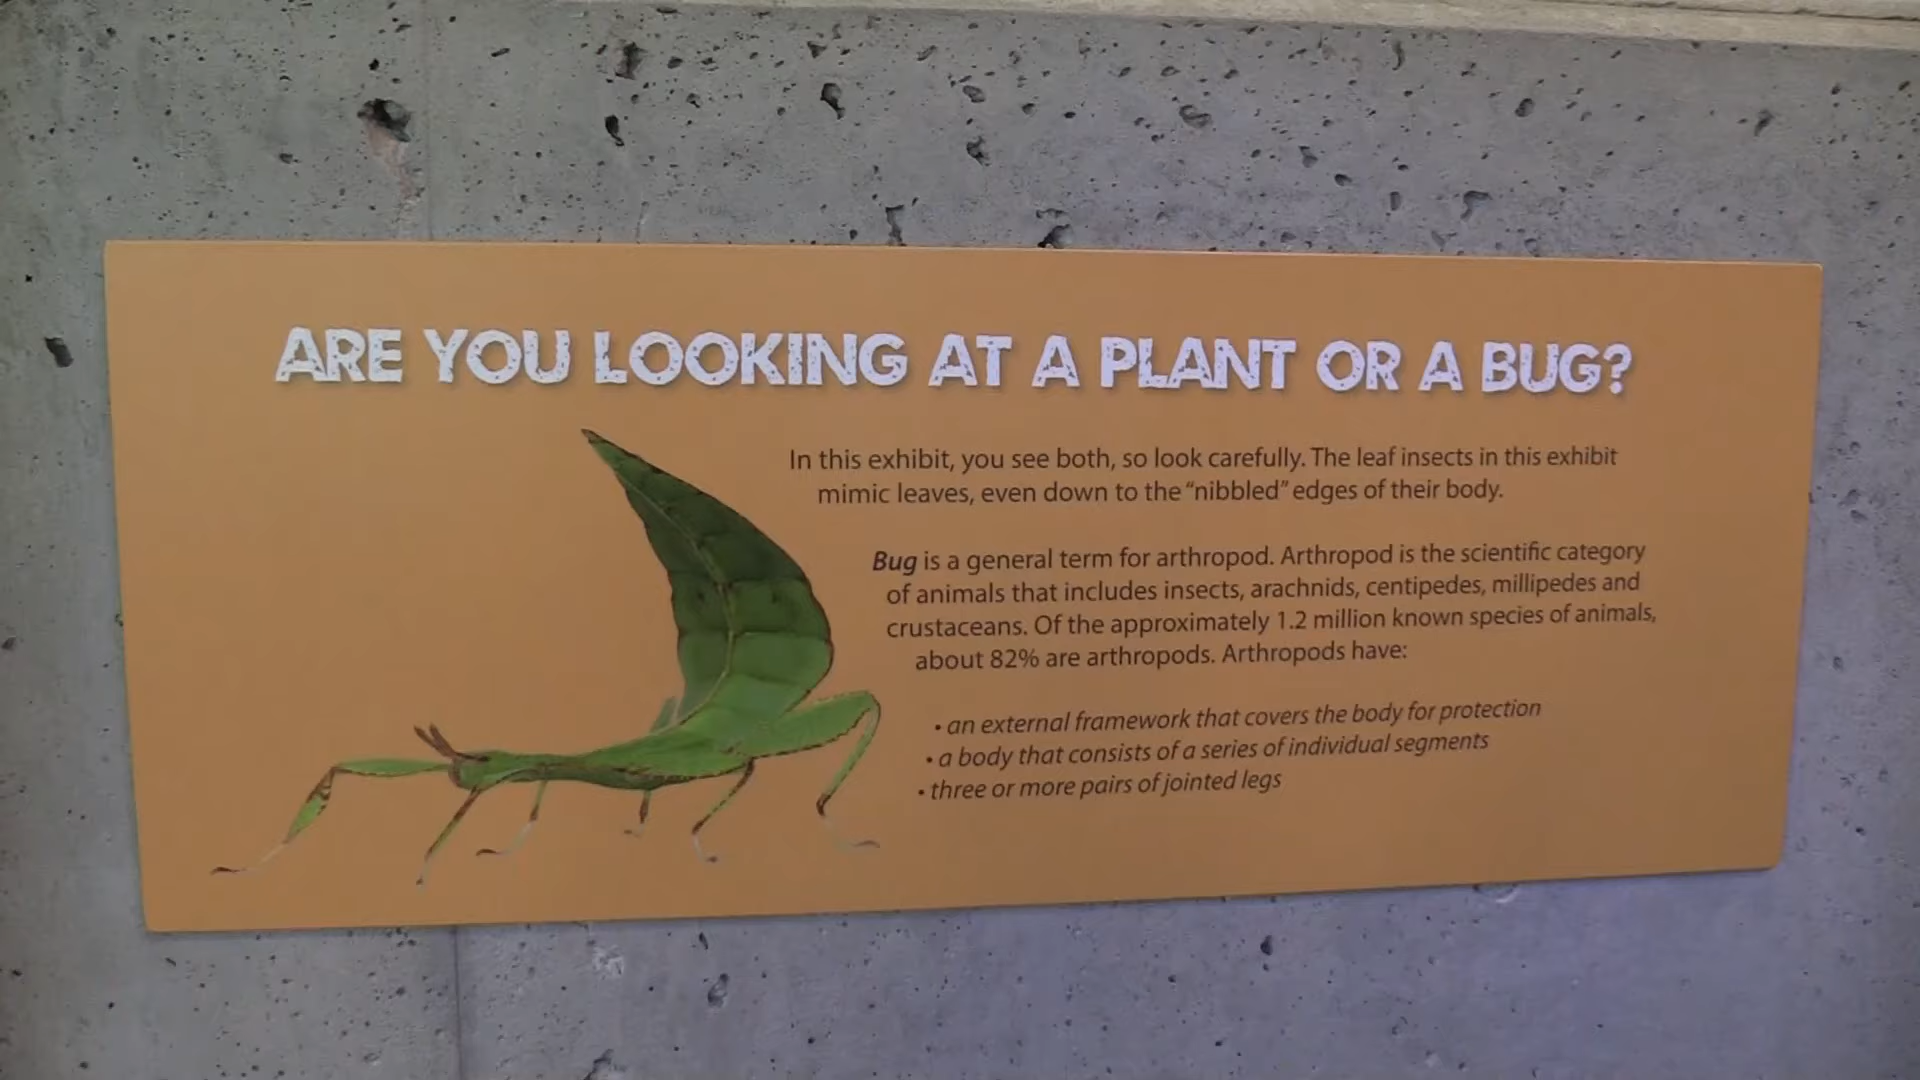 ARE YOU LOOKING AT A PLANT OR A BUG?
In this exhibit, you see both, so look carefully. The leaf insects in this exhibit
mimic leaves, even down to the “nibbled” edges of their body.
Bug is a general term for arthropod. Arthropod is the scientific category
of animals that includes insects, arachnids, centipedes, millipedes and
crustaceans. Of the approximately 1.2 million known species of animals,
about 82% are arthropods. Arthropods have:
• an external framework that covers the body for protection
• a body that consists of a series of individual segments
• three or more pairs of jointed legs